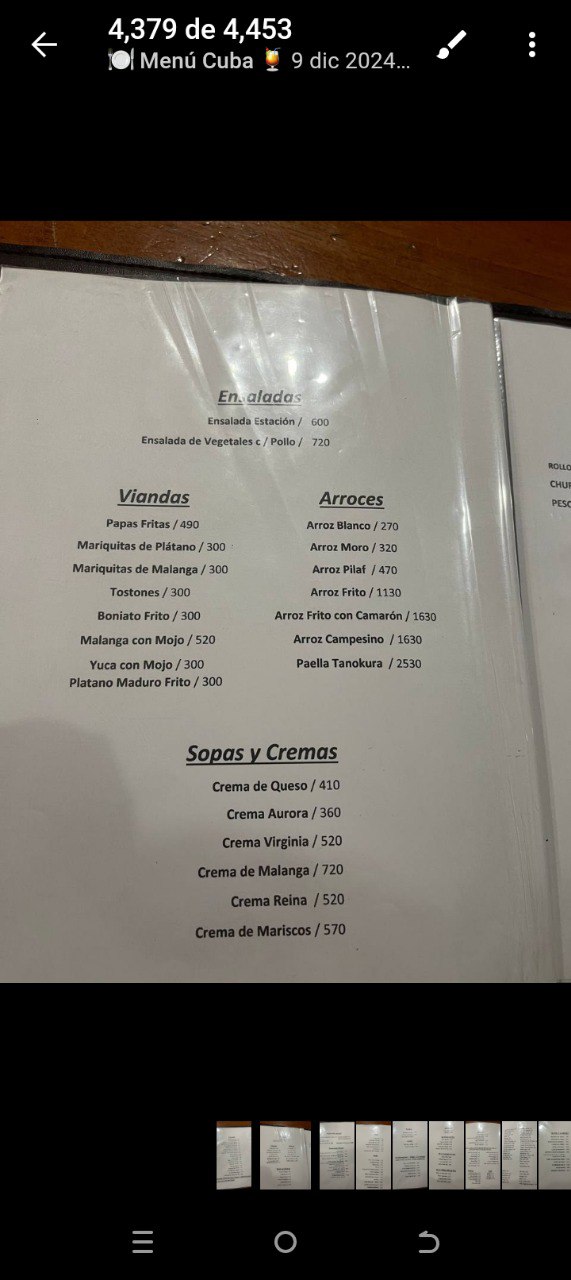 4,379 de 4,453
🍽️ Menú Cuba 🍹 9 dic 2024...
Ensaladas
Ensalada Estación / 600
Ensalada de Vegetales c / Pollo / 720
Viandas
Papas Fritas / 490
Mariquitas de Plátano / 300
Mariquitas de Malanga / 300
Tostones / 300
Boniato Frito / 300
Malanga con Mojo / 520
Yuca con Mojo / 300
Platano Maduro Frito / 300
Arroces
Arroz Blanco / 270
Arroz Moro / 320
Arroz Pilaf / 470
Arroz Frito / 1130
Arroz Frito con Camarón / 1630
Arroz Campesino / 1630
Paella Tanokura / 2530
Sopas y Cremas
Crema de Queso / 410
Crema Aurora / 360
Crema Virginia / 520
Crema de Malanga / 720
Crema Reina / 520
Crema de Mariscos / 570
ROLLO
CHUR
PESC